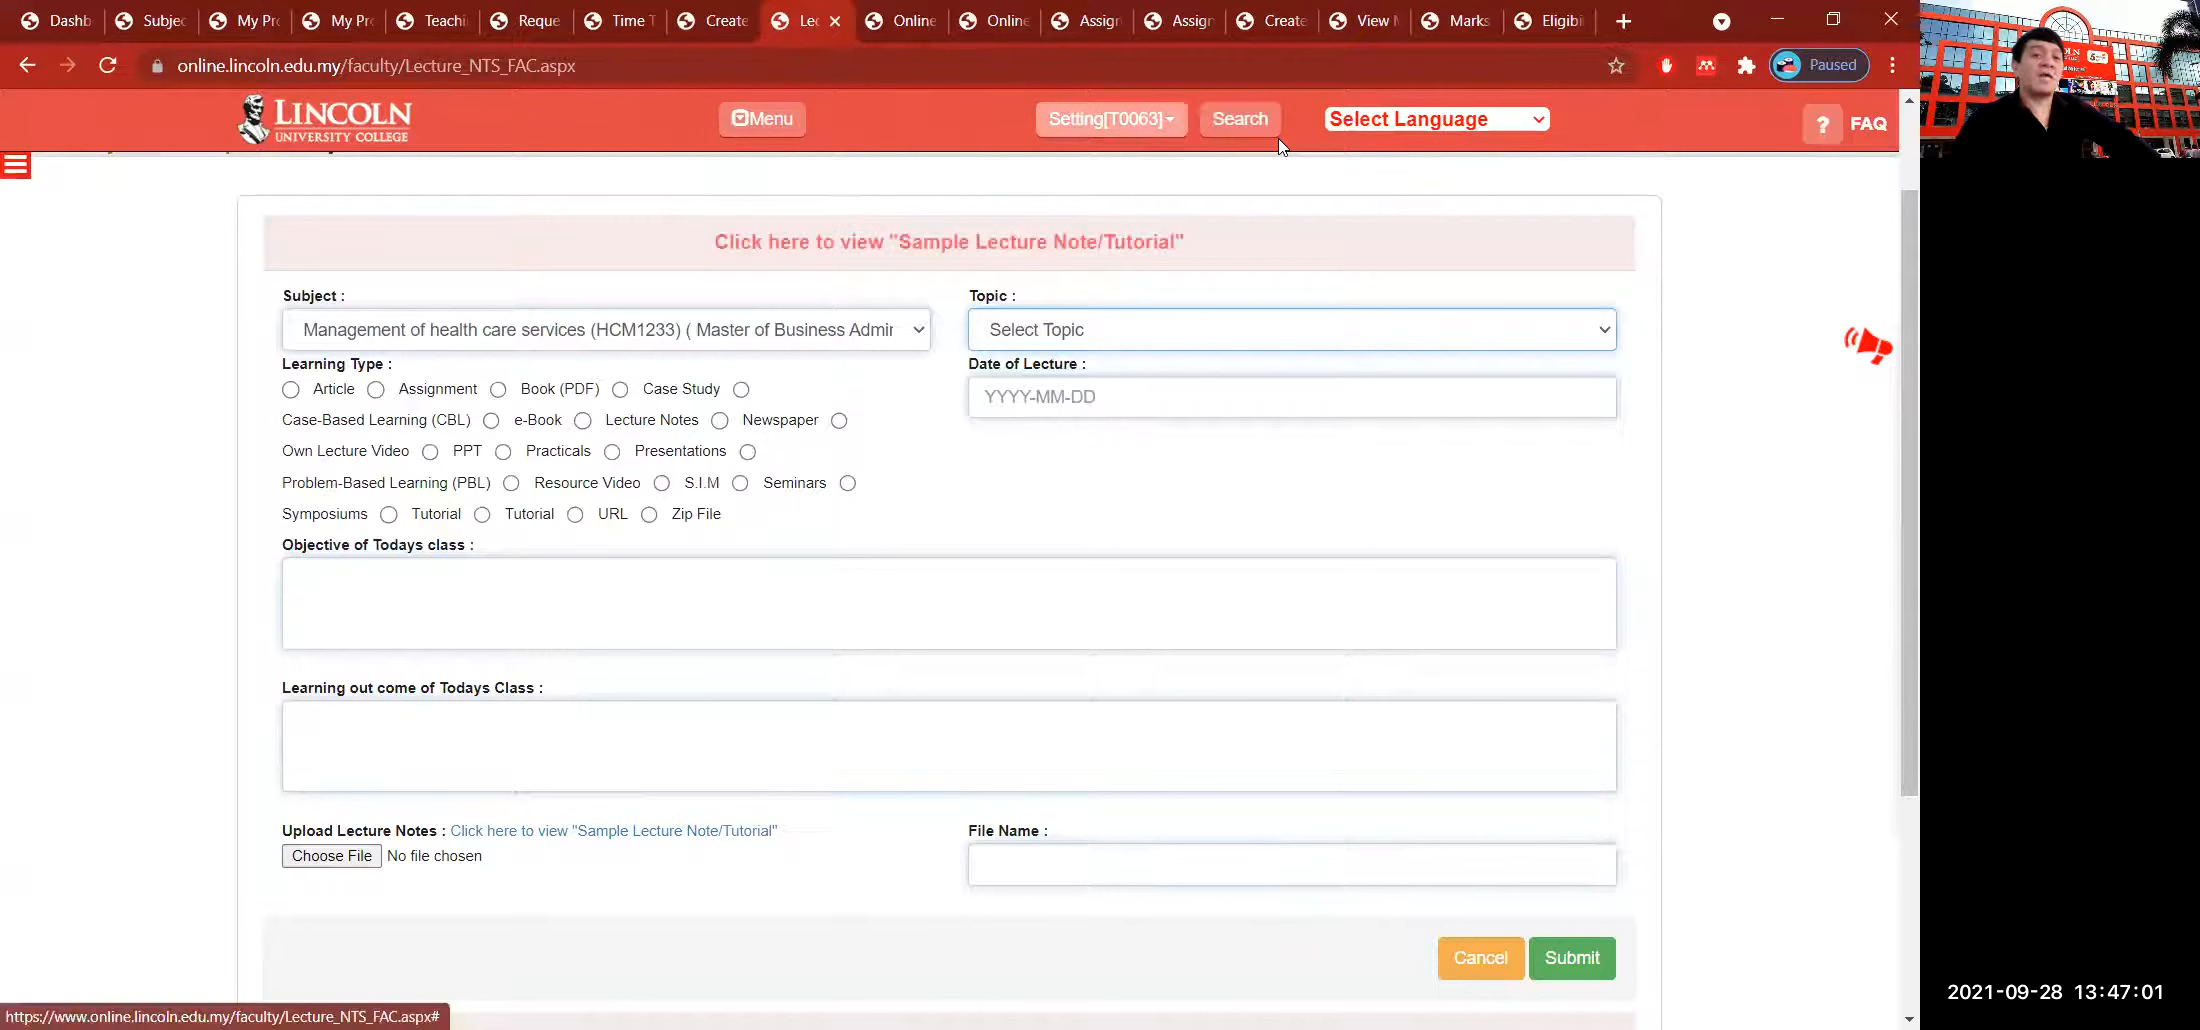 Dashb
Subjec
My Pro
My Pro
Teachi
Reque
Time T
Create
Lec
Online
Online
Assign
Assign
Create
View M
Marks
Eligibi
online.lincoln.edu.my/faculty/Lecture_NTS_FAC.aspx
Paused
LINCOLN
UNIVERSITY COLLEGE
Menu
Setting[T0063]
Search
Select Language
? FAQ
Click here to view "Sample Lecture Note/Tutorial"
Subject :
Topic :
Management of health care services (HCM1233) ( Master of Business Admir
Select Topic
Learning Type :
Date of Lecture :
Article Assignment Book (PDF) Case Study
YYYY-MM-DD
Case-Based Learning (CBL) e-Book Lecture Notes Newspaper
Own Lecture Video PPT Practicals Presentations
Problem-Based Learning (PBL) Resource Video S.I.M Seminars
Symposiums Tutorial Tutorial URL Zip File
Objective of Todays class :
Learning out come of Todays Class :
Upload Lecture Notes : Click here to view "Sample Lecture Note/Tutorial"
File Name :
Choose File No file chosen
Cancel
Submit
https://www.online.lincoln.edu.my/faculty/Lecture_NTS_FAC.aspx#
2021-09-28 13:47:01